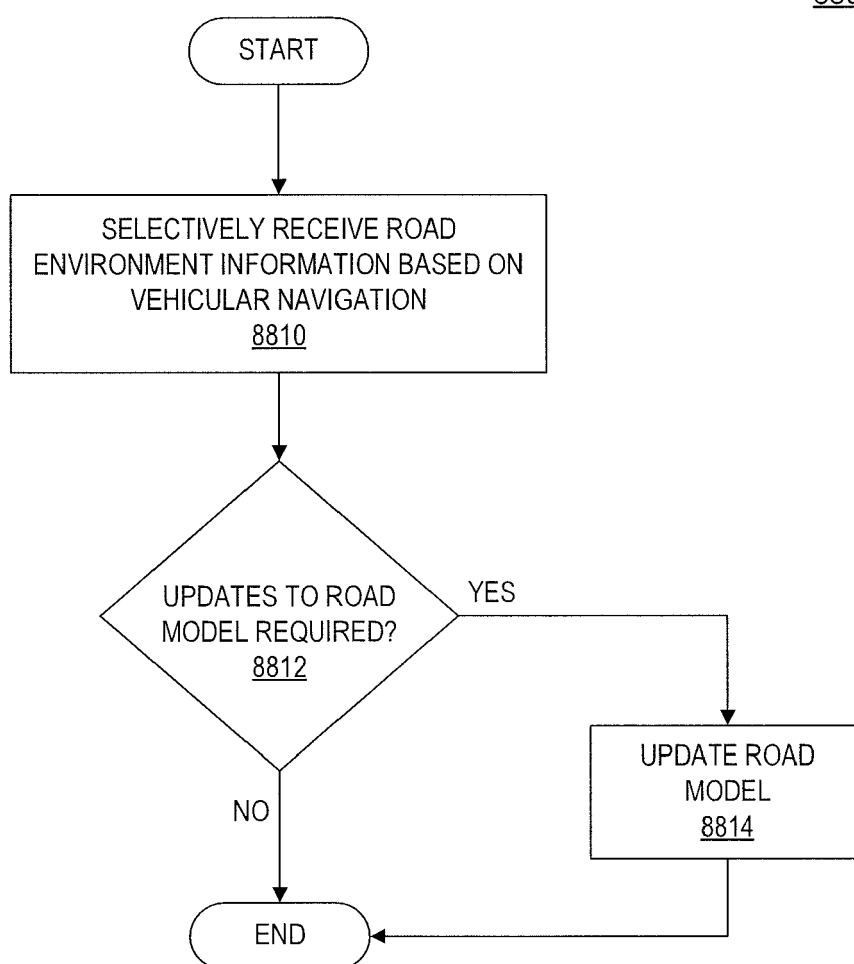 START
SELECTIVELY RECEIVE ROAD
ENVIRONMENT INFORMATION BASED ON
VEHICULAR NAVIGATION
8810
UPDATES TO ROAD
MODEL REQUIRED?
8812
YES
NO
UPDATE ROAD
MODEL
8814
END